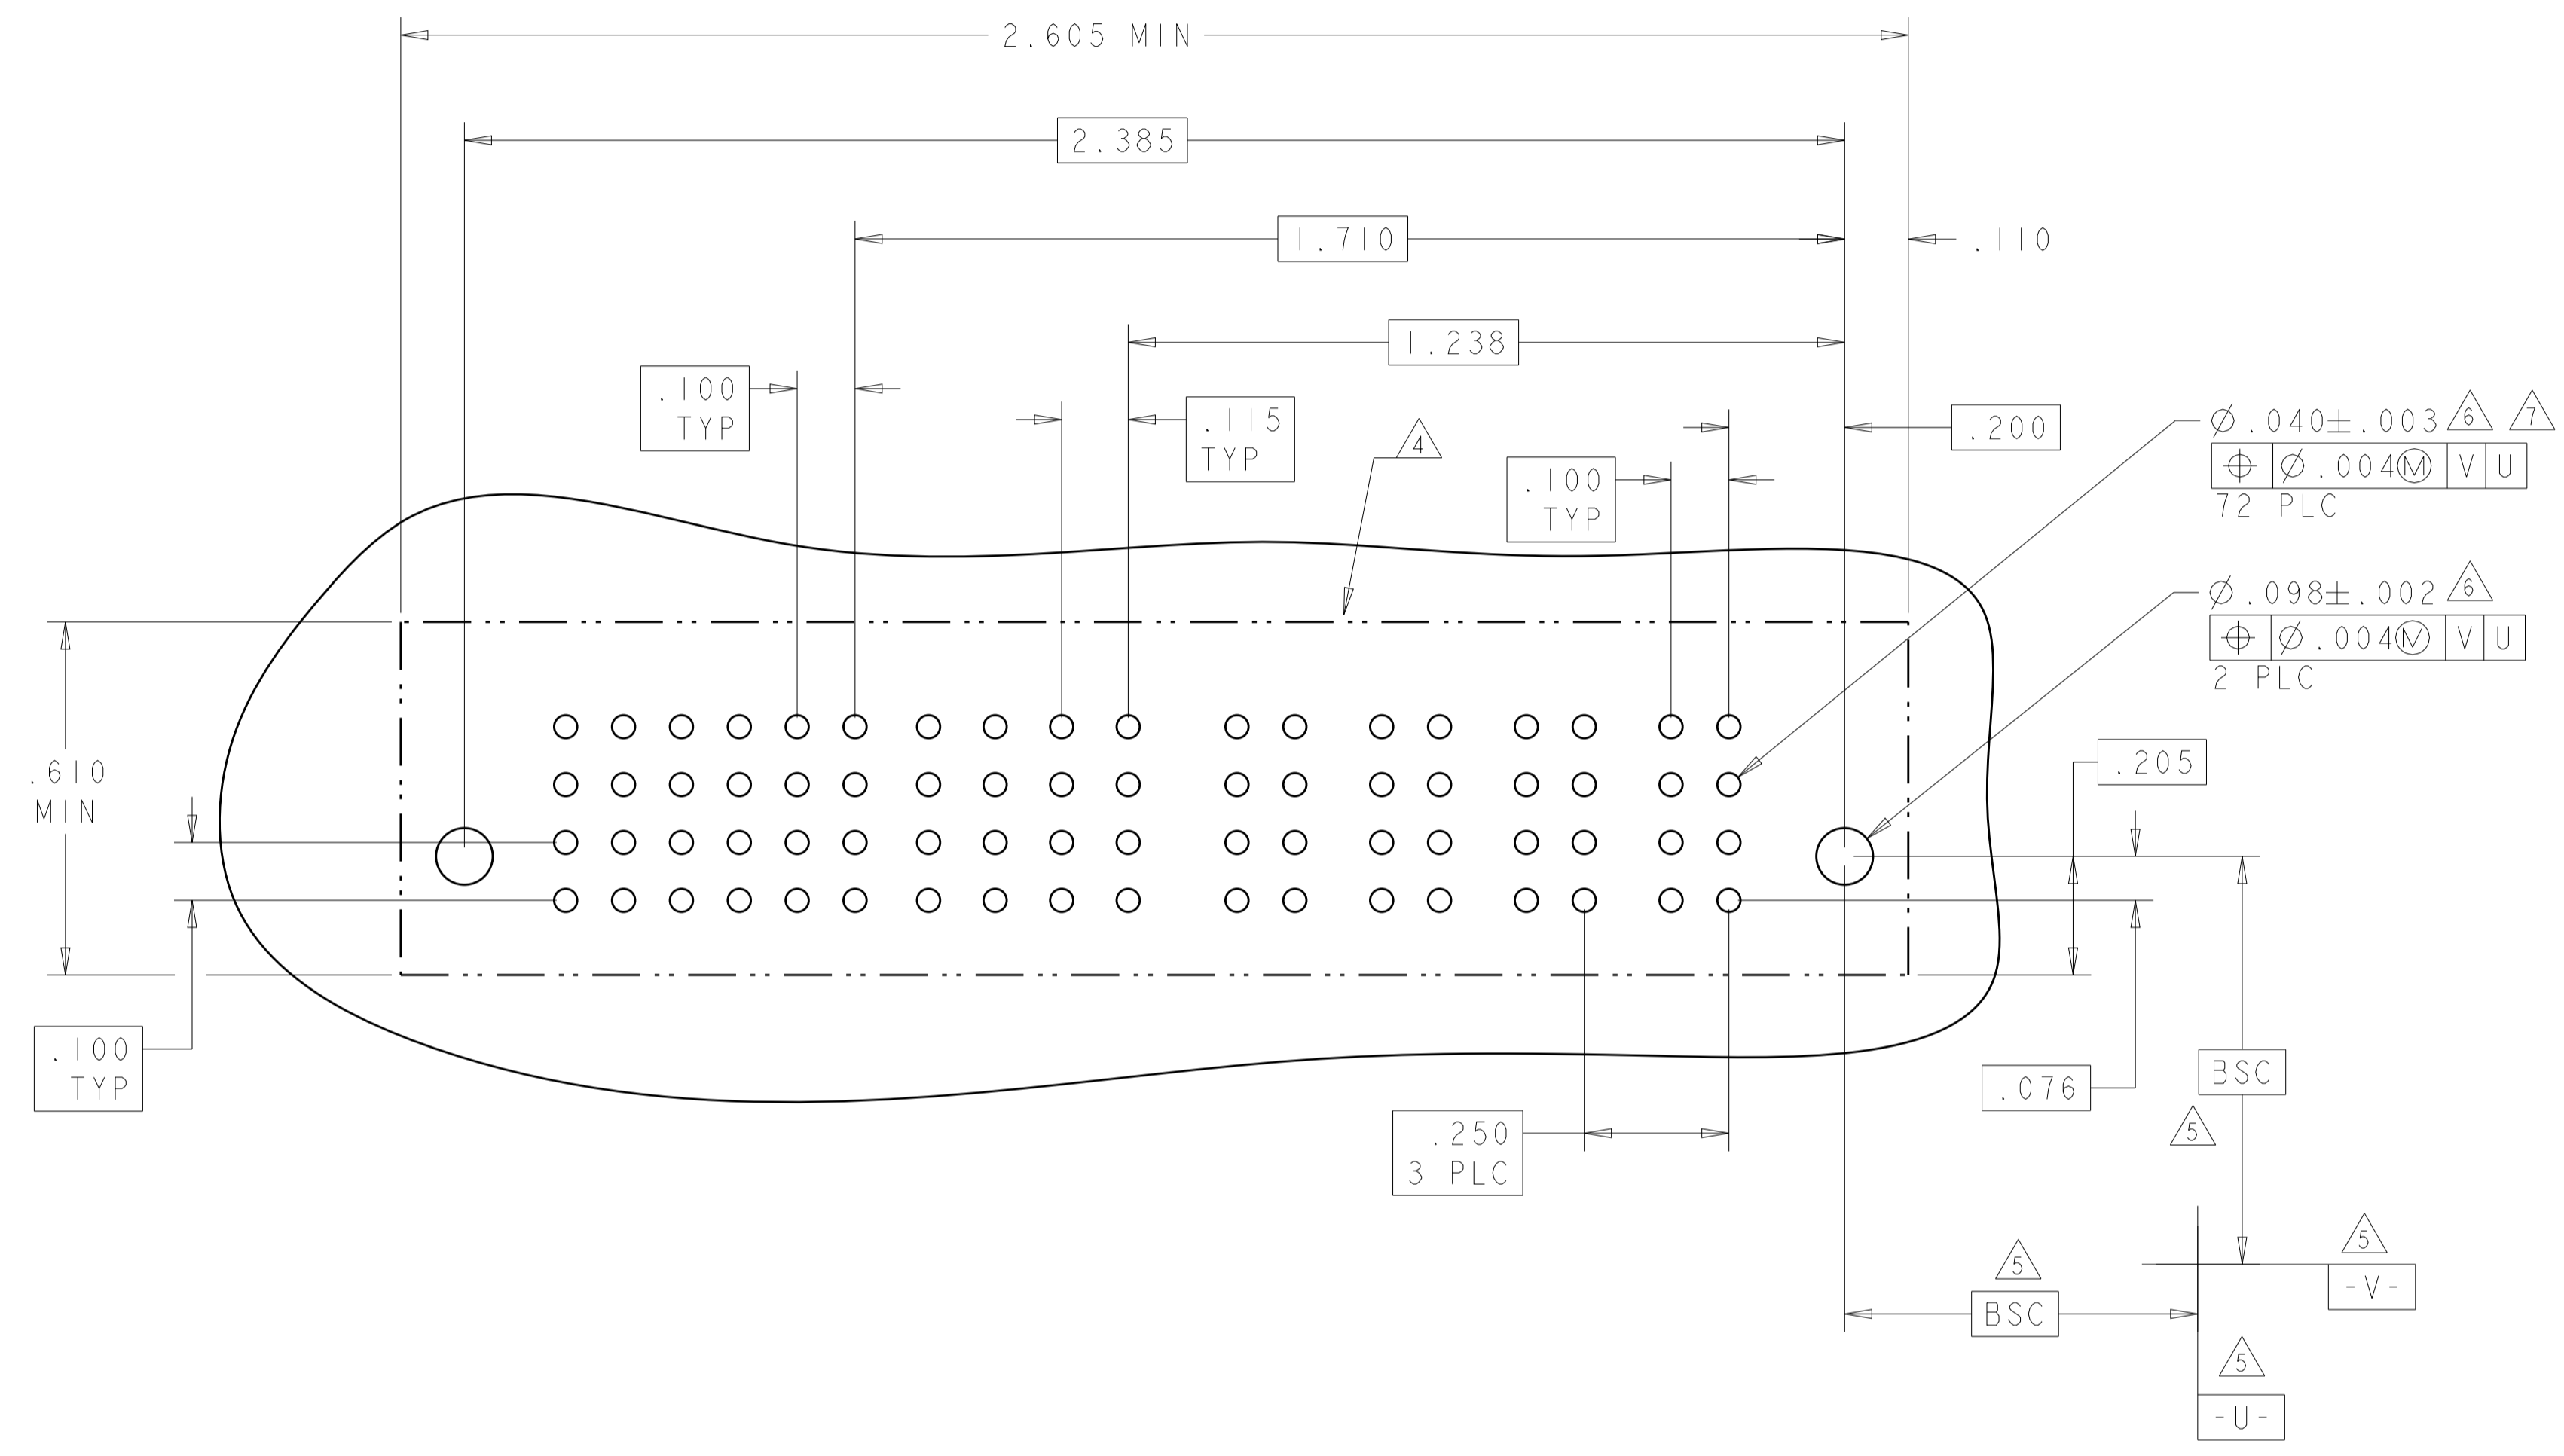 2.605 MIN
2.385
1.710
.110
1.238
.100
TYP
.115
TYP
4
.200
.100
TYP
Ø.040±.003 6 7
⌖ Ø.004Ⓜ V U
72 PLC
Ø.098±.002 6
⌖ Ø.004Ⓜ V U
2 PLC
.610
MIN
.205
.100
TYP
.076
BSC
5
.250
3 PLC
5
BSC
5
-V-
5
-U-